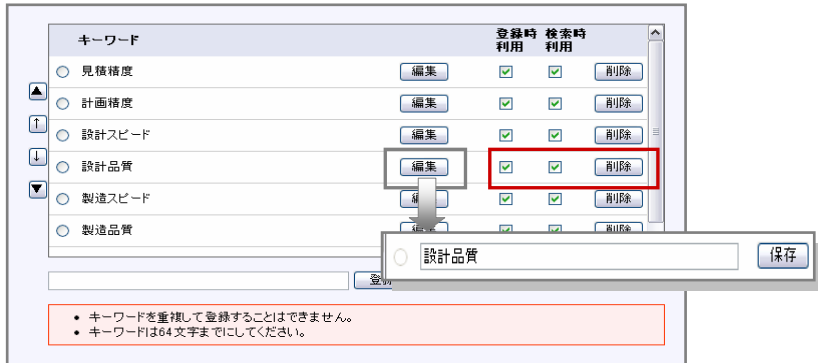 キーワード 登録時利用 検索時利用
見積精度 編集 削除
計画精度 編集 削除
設計スピード 編集 削除
設計品質 編集 削除
製造スピード 削除
製造品質 編集 削除
設計品質 保存
・ キーワードを重複して登録することはできません。
・ キーワードは64文字までにしてください。